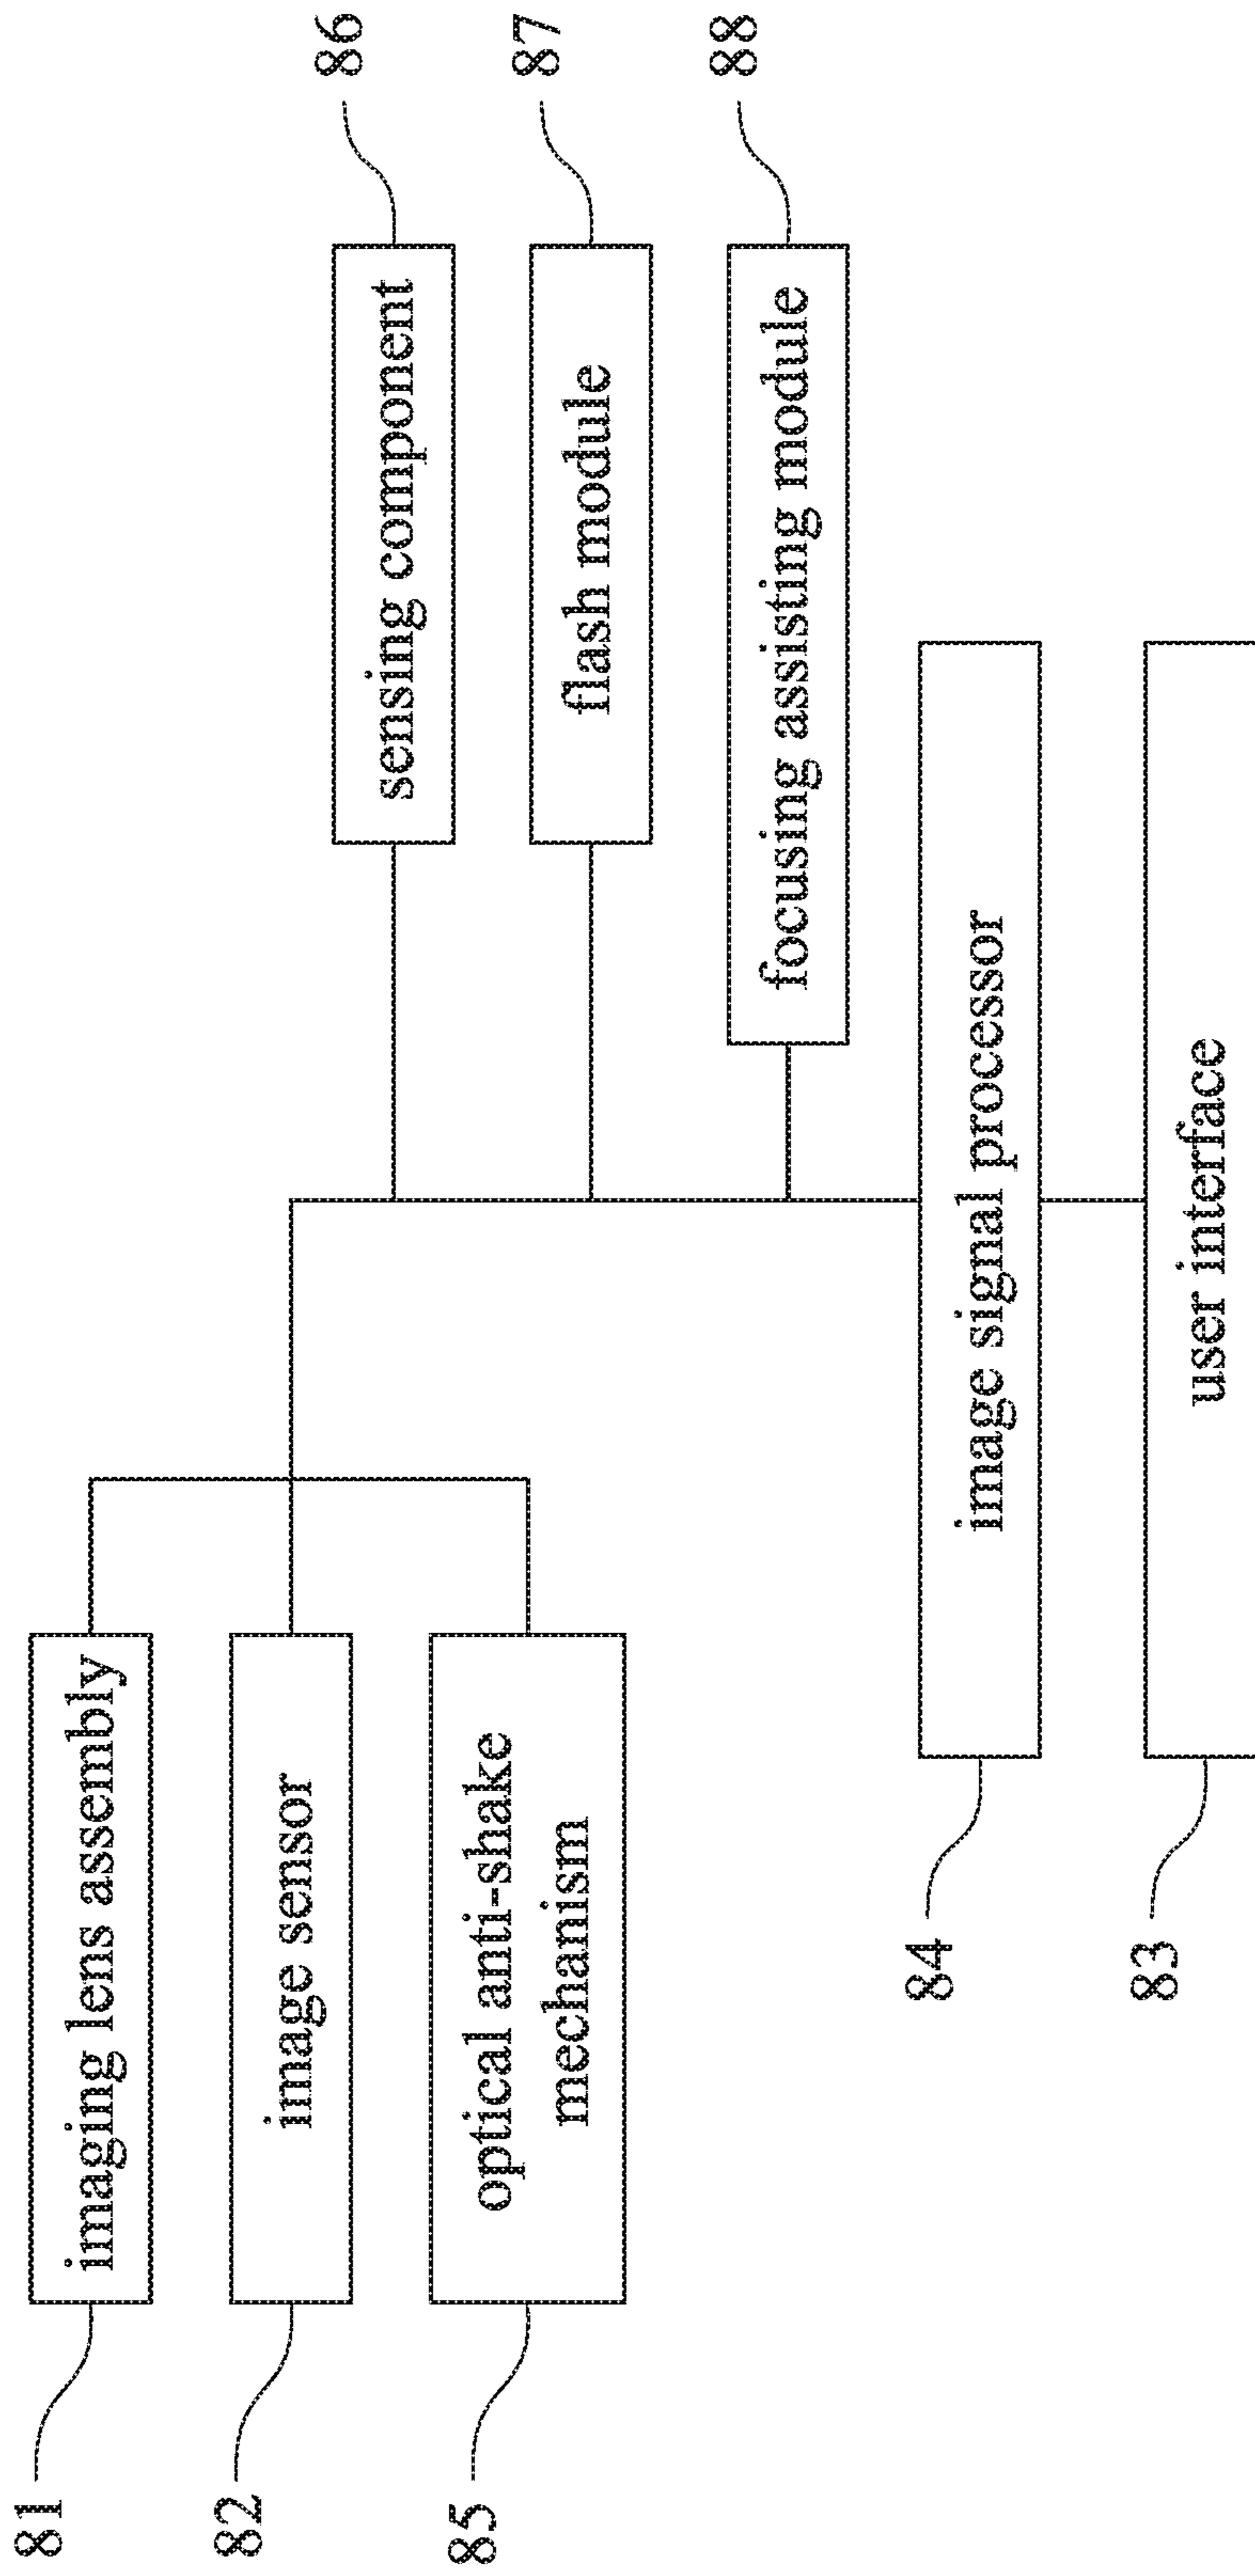 81
imaging lens assembly
82
image sensor
85
optical anti-shake
mechanism
sensing component
86
flash module
87
focusing assisting module
88
84
image signal processor
83
user interface